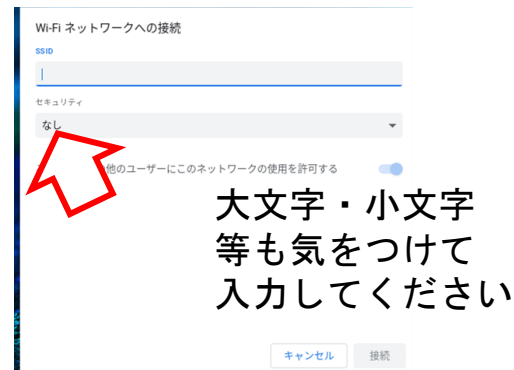 Wi-Fi ネットワークへの接続
SSID
セキュリティ
なし
他のユーザーにこのネットワークの使用を許可する
大文字・小文字
等も気をつけて
入力してください
キャンセル 接続